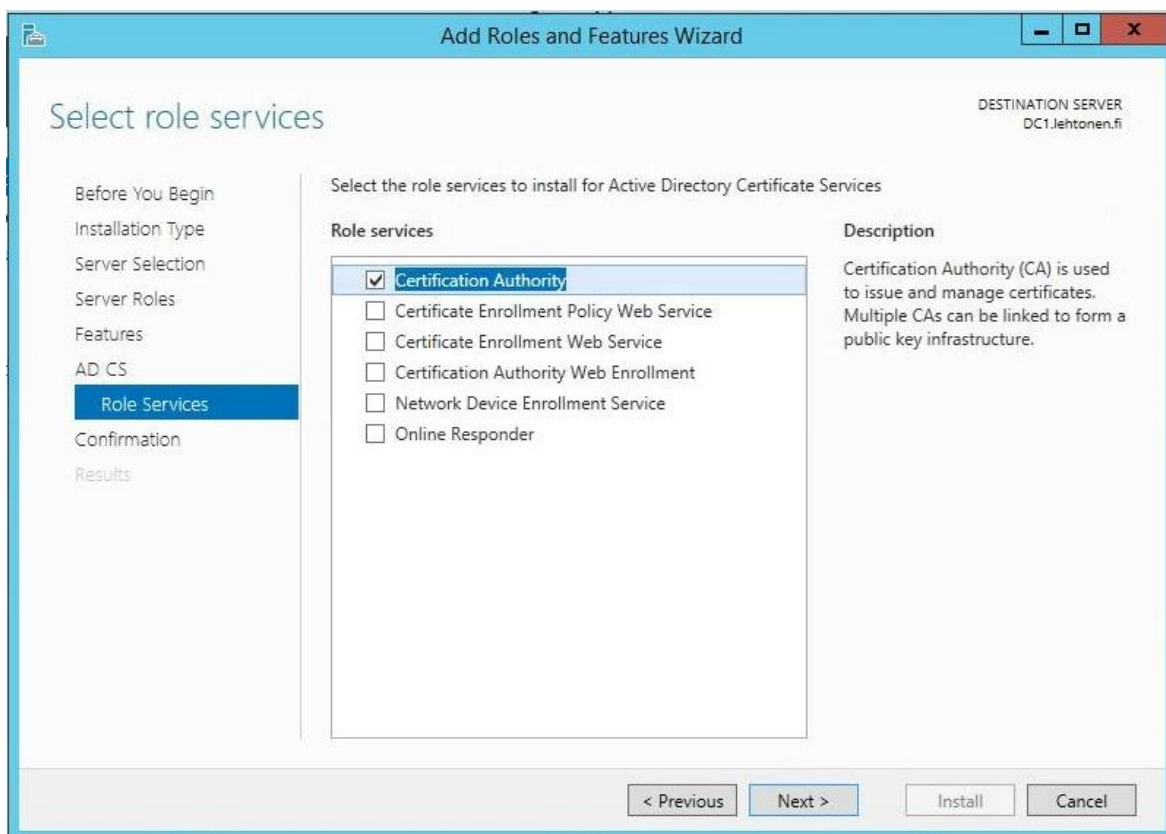 Add Roles and Features Wizard
Select role services
DESTINATION SERVER
DC1.lehtonen.fi
Before You Begin
Installation Type
Server Selection
Server Roles
Features
AD CS
Role Services
Confirmation
Results
Select the role services to install for Active Directory Certificate Services
Role services
Certification Authority
Certificate Enrollment Policy Web Service
Certificate Enrollment Web Service
Certification Authority Web Enrollment
Network Device Enrollment Service
Online Responder
Description
Certification Authority (CA) is used
to issue and manage certificates.
Multiple CAs can be linked to form a
public key infrastructure.
< Previous
Next >
Install
Cancel